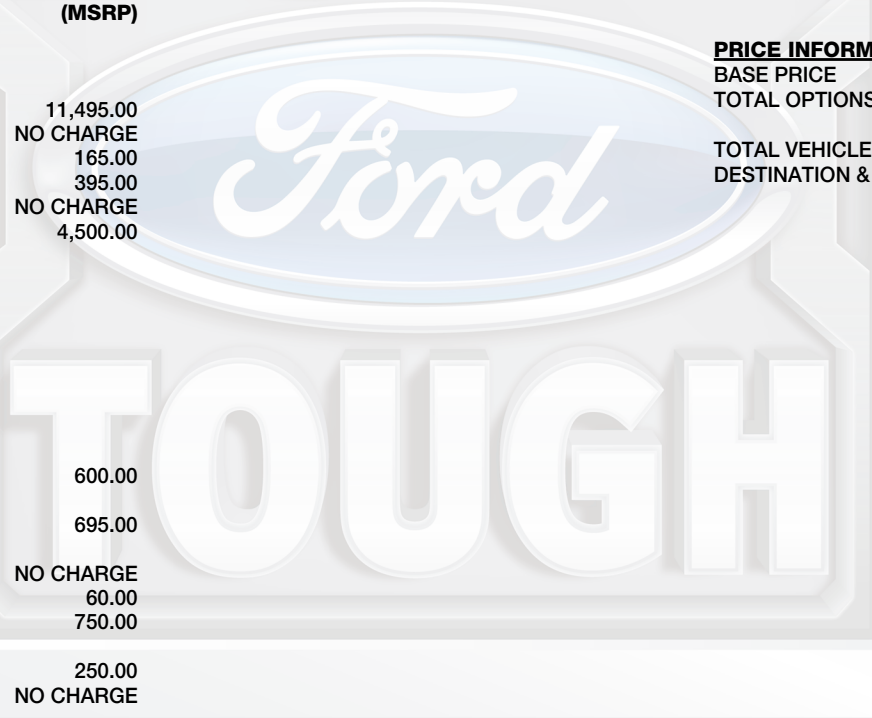 (MSRP)
11,495.00
NO CHARGE
165.00
395.00
NO CHARGE
4,500.00
600.00
695.00
NO CHARGE
60.00
750.00
250.00
NO CHARGE
PRICE INFORM
BASE PRICE
TOTAL OPTIONS
TOTAL VEHICLE
DESTINATION &
Ford
TOUGH